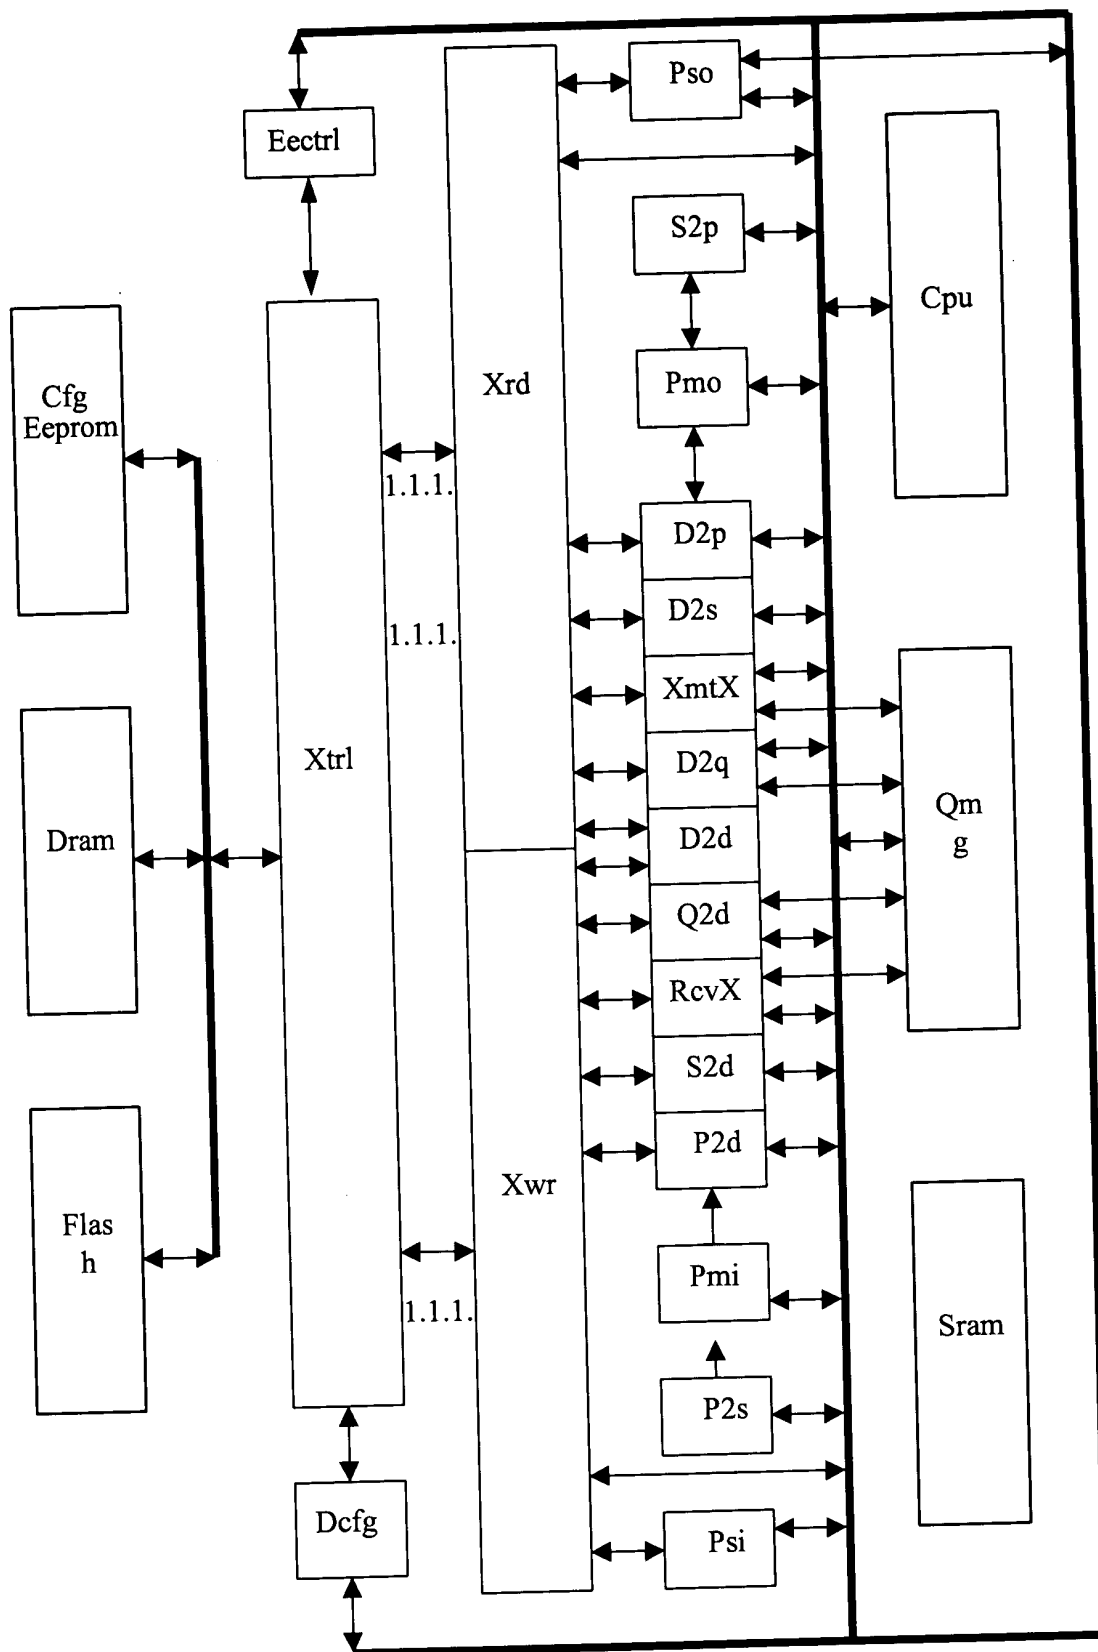 Pso
Eectrl
S2p
Cpu
Cfg
Eeprom
Xrd
Pmo
1.1.1.
D2p
D2s
1.1.1.
XmtX
Xtrl
D2q
Dram
D2d
Qm
g
Q2d
RcvX
S2d
P2d
Xwr
Flas
h
Pmi
1.1.1.
Sram
P2s
Dcfg
Psi